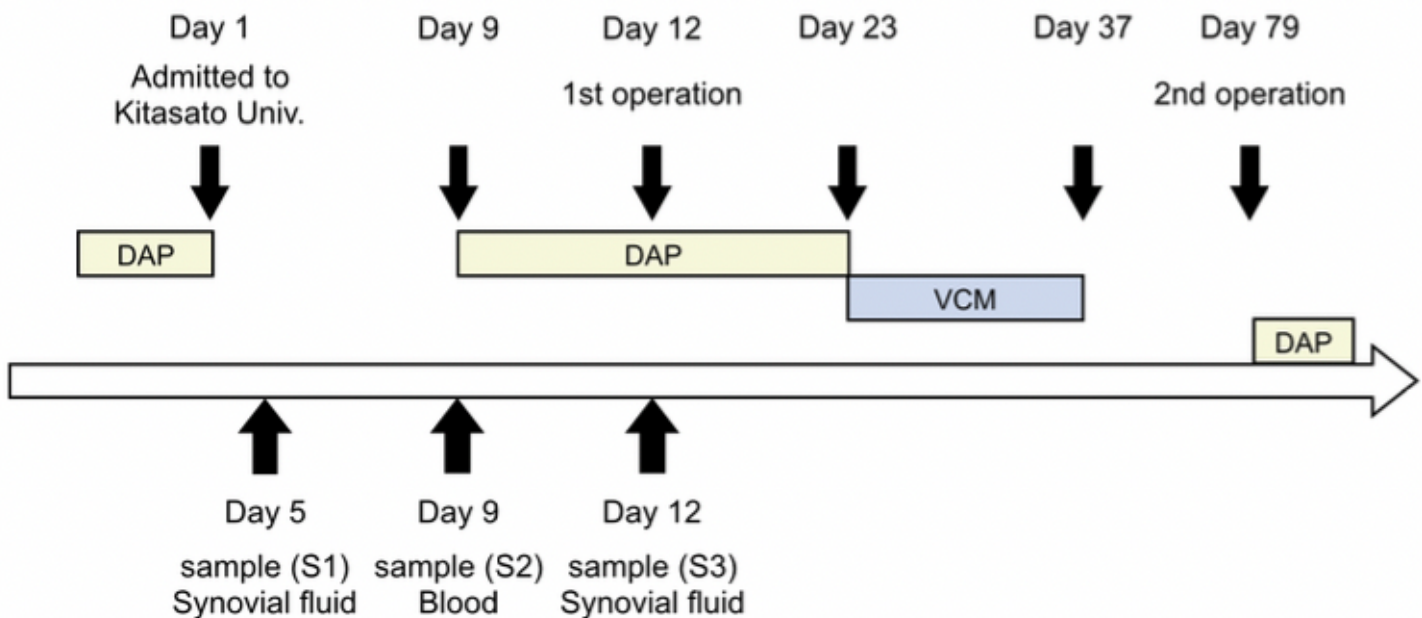 Day 1
Day 9
Day 12
Day 23
Day 37
Day 79
Admitted to
Kitasato Univ.
1st operation
2nd operation
DAP
DAP
VCM
DAP
Day 5
Day 9
Day 12
sample (S1)
sample (S2)
sample (S3)
Synovial fluid
Blood
Synovial fluid